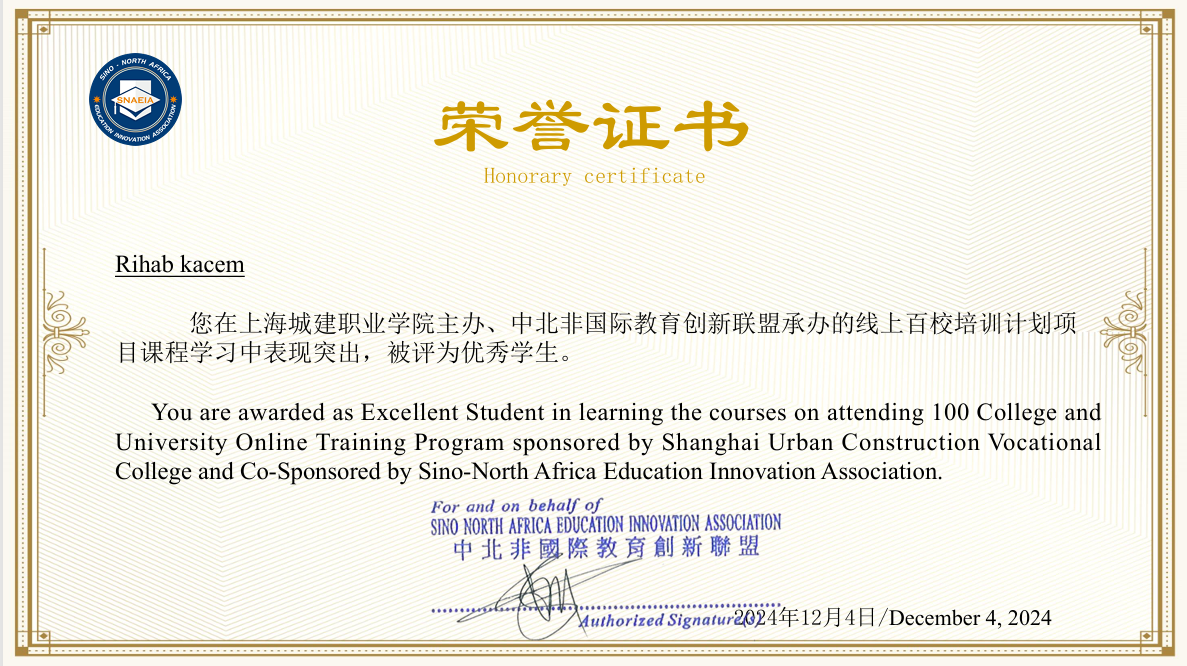 SINO - NORTH AFRICA
SNAEIA
EDUCATION INNOVATION ASSOCIATION
荣誉证书
Honorary certificate
Rihab kacem
您在上海城建职业学院主办、中北非国际教育创新联盟承办的线上百校培训计划项
目课程学习中表现突出，被评为优秀学生。
You are awarded as Excellent Student in learning the courses on attending 100 College and
University Online Training Program sponsored by Shanghai Urban Construction Vocational
College and Co-Sponsored by Sino-North Africa Education Innovation Association.
For and on behalf of
SINO NORTH AFRICA EDUCATION INNOVATION ASSOCIATION
中北非國際教育創新聯盟
Authorized Signature(s)
2024年12月4日/December 4, 2024